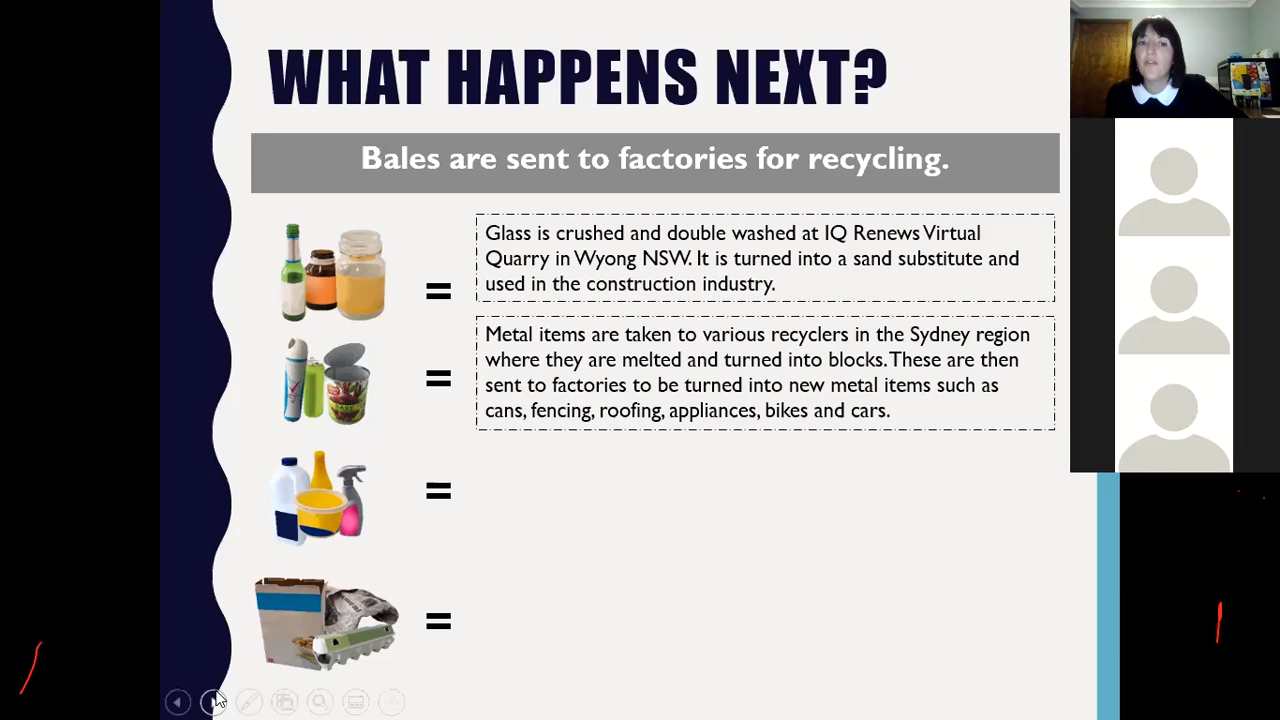 WHAT HAPPENS NEXT?
Bales are sent to factories for recycling.
=
Glass is crushed and double washed at IQ Renews Virtual
Quarry in Wyong NSW. It is turned into a sand substitute and
used in the construction industry.
=
Metal items are taken to various recyclers in the Sydney region
where they are melted and turned into blocks. These are then
sent to factories to be turned into new metal items such as
cans, fencing, roofing, appliances, bikes and cars.
=
=